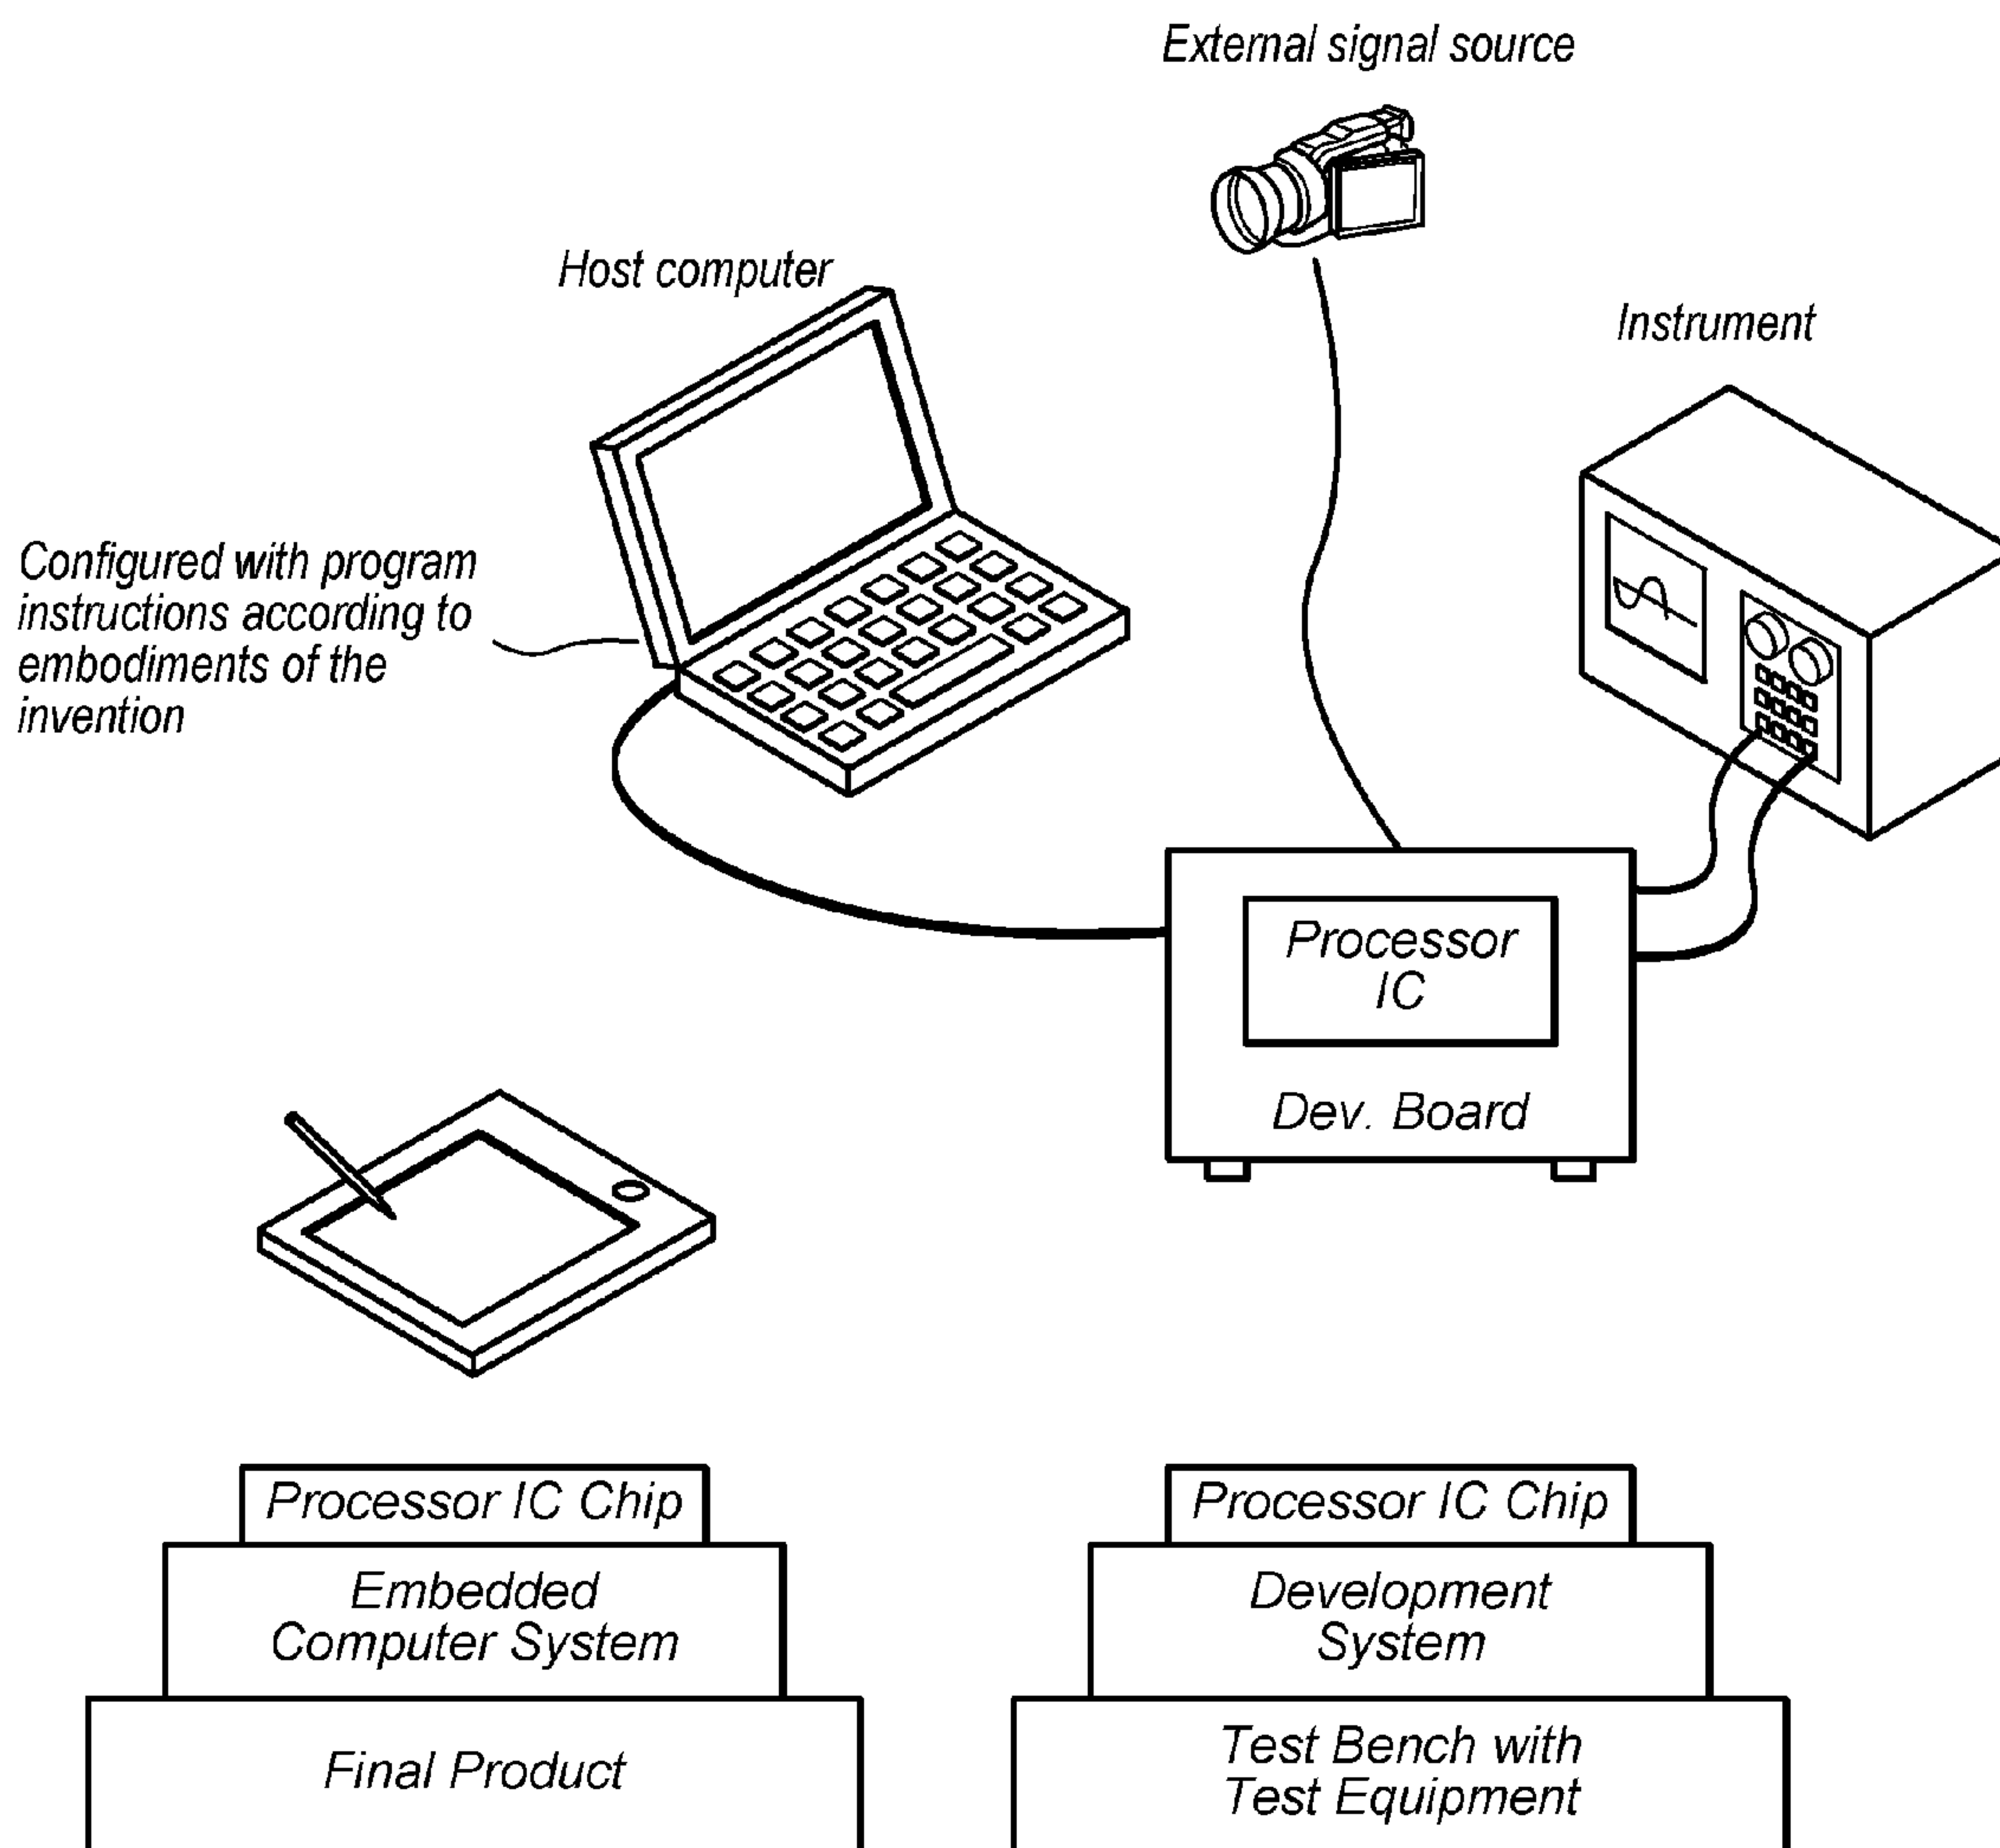 External signal source
Host computer
Instrument
Configured with program
instructions according to
embodiments of the
invention
Processor
IC
Dev. Board
Processor IC Chip
Embedded
Computer System
Final Product
Processor IC Chip
Development
System
Test Bench with
Test Equipment